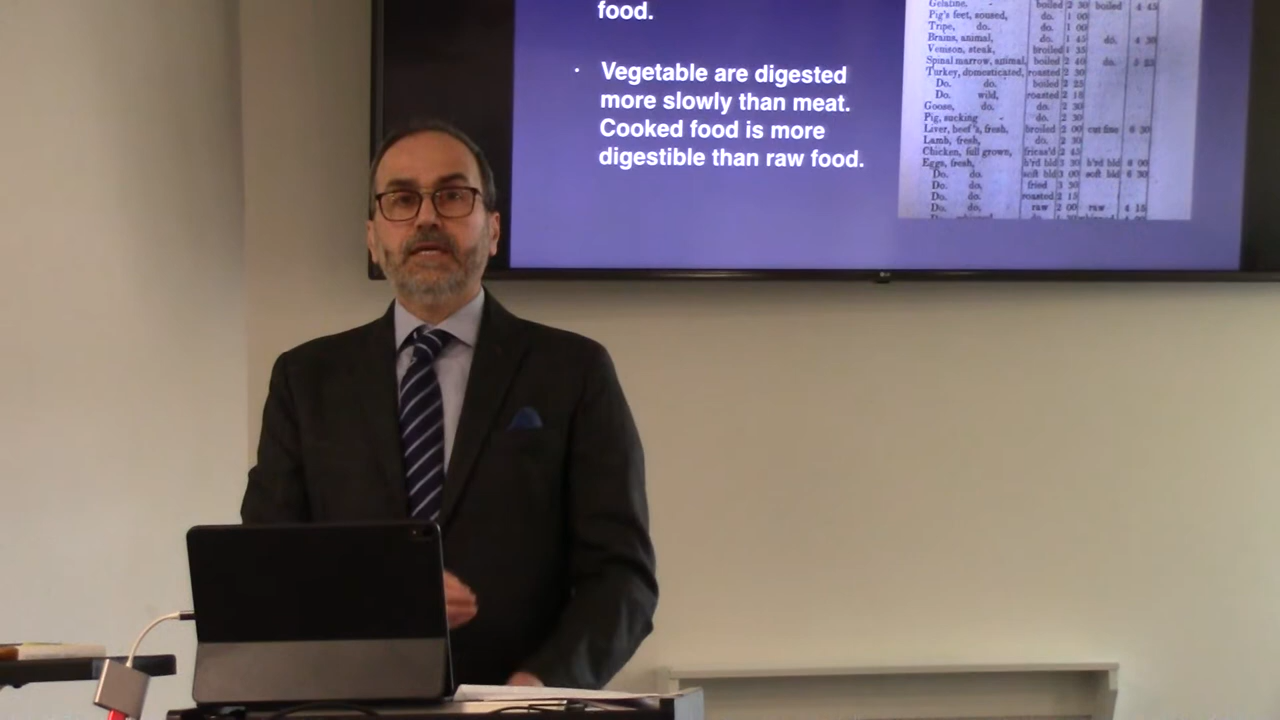 food.
· Vegetable are digested
more slowly than meat.
Cooked food is more
digestible than raw food.
Gelatine, boiled 2 30 boiled 4 45
Pig's feet, soused, do. 1 00
Tripe, do. do. 1 00
Brains, animal, do. 1 45 do. 4 30
Venison, steak, broiled 1 35
Spinal marrow, animal, boiled 2 40 do. 5 25
Turkey, domesticated, roasted 2 30
Do. do. boiled 2 25
Do. wild, roasted 2 18
Goose, do. do. 2 30
Pig, sucking - do. 2 30
Liver, beef's, fresh, broiled 2 00 cut fine 6 30
Lamb, fresh, do. 2 30
Chicken, full grown, fricas'd 2 45
Eggs, fresh, h'rd bld 3 30 h'rd bld 8 00
Do. do. soft bld 3 00 soft bld 6 30
Do. do, fried 3 30
Do. do. roasted 2 15
Do. do, raw 2 00 raw 4 15
LG